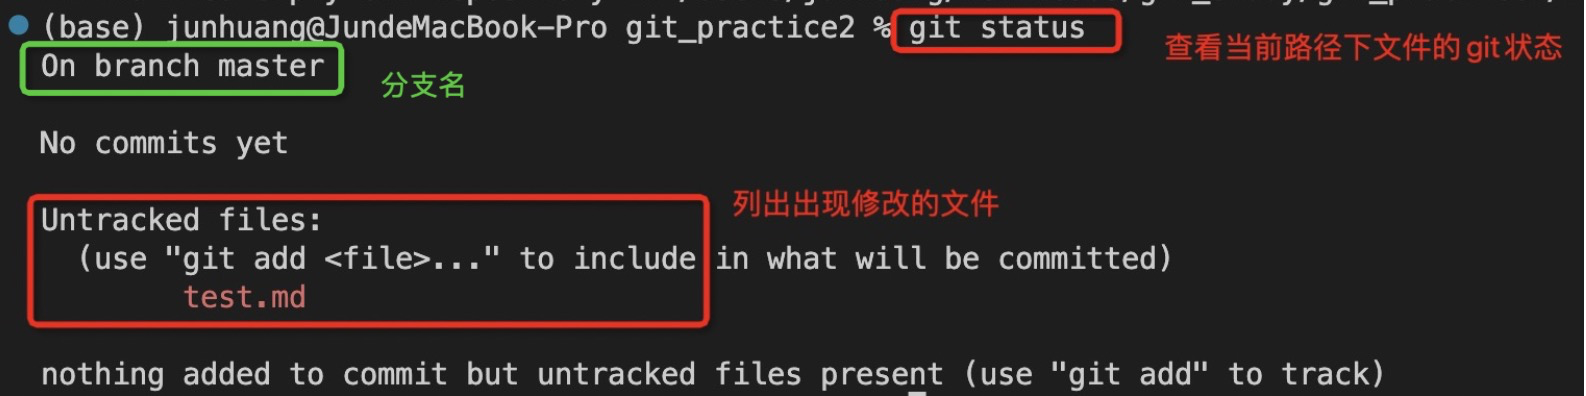 (base) junhuang@JundeMacBook-Pro git_practice2 % git status
查看当前路径下文件的git状态
On branch master
分支名
No commits yet
列出出现修改的文件
Untracked files:
(use "git add <file>..." to include in what will be committed)
test.md
nothing added to commit but untracked files present (use "git add" to track)